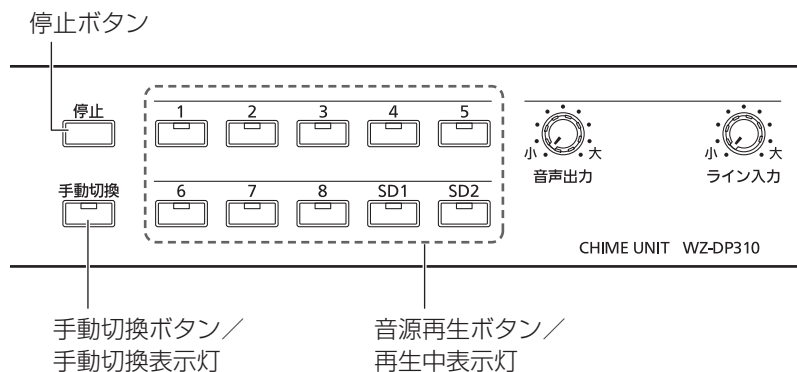 停止ボタン
停止
1 2 3 4 5
小 大
音声出力
小 大
ライン入力
手動切換
6 7 8 SD1 SD2
CHIME UNIT WZ-DP310
手動切換ボタン／
手動切換表示灯
音源再生ボタン／
再生中表示灯